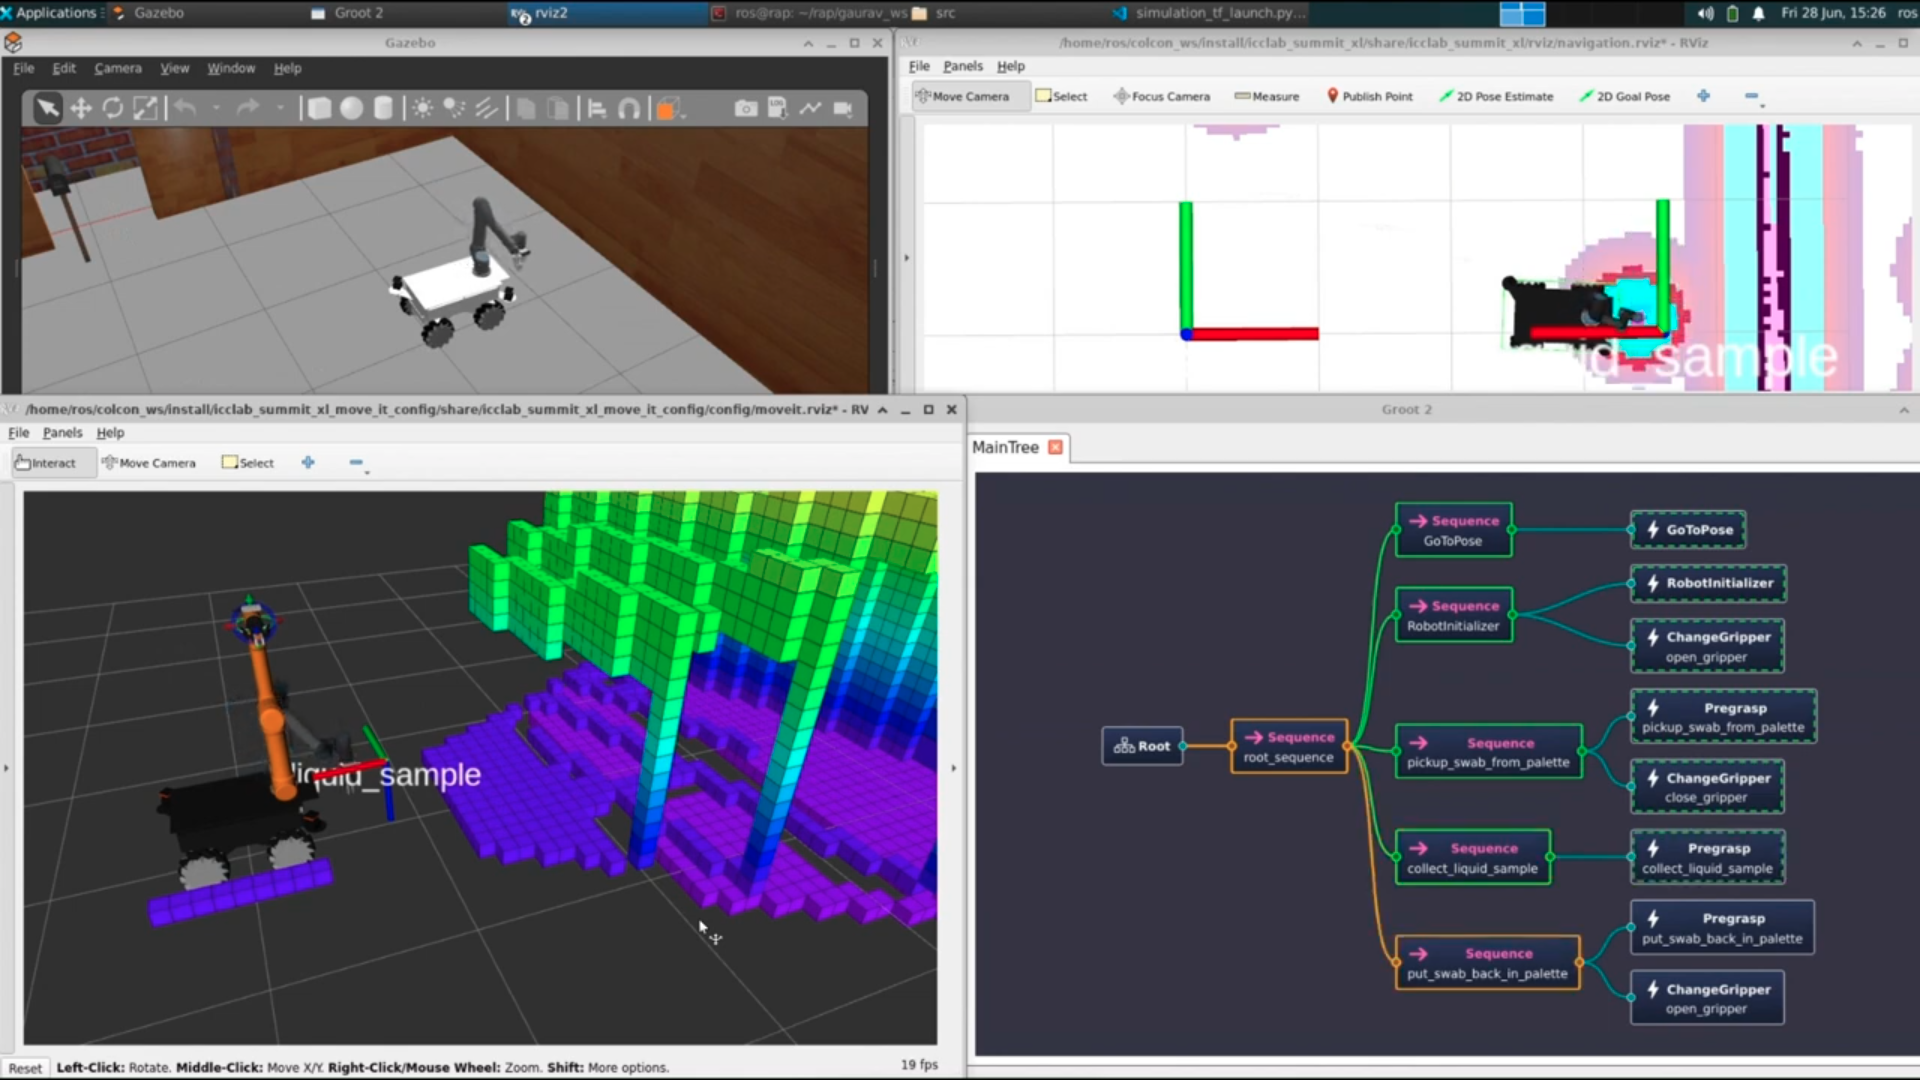 Applications
Gazebo
Groot 2
rviz2
ros@rap: ~/rap/gaurav_ws
src
simulation_tf_launch.py...
Fri 28 Jun, 15:26
ros
Gazebo
File Edit Camera View Window Help
/home/ros/colcon_ws/install/icclab_summit_xl/share/icclab_summit_xl/rviz/navigation.rviz* - RViz
File Panels Help
Move Camera Select Focus Camera Measure Publish Point 2D Pose Estimate 2D Goal Pose
sample
/home/ros/colcon_ws/install/icclab_summit_xl_move_it_config/share/icclab_summit_xl_move_it_config/config/moveit.rviz* - RV
File Panels Help
Interact Move Camera Select
liquid_sample
Reset Left-Click: Rotate. Middle-Click: Move X/Y. Right-Click/Mouse Wheel: Zoom. Shift: More options.
19 fps
Groot 2
MainTree
Root
Sequence
root_sequence
Sequence
GoToPose
GoToPose
Sequence
RobotInitializer
RobotInitializer
ChangeGripper
open_gripper
Sequence
pickup_swab_from_palette
Pregrasp
pickup_swab_from_palette
ChangeGripper
close_gripper
Sequence
collect_liquid_sample
Pregrasp
collect_liquid_sample
Sequence
put_swab_back_in_palette
Pregrasp
put_swab_back_in_palette
ChangeGripper
open_gripper